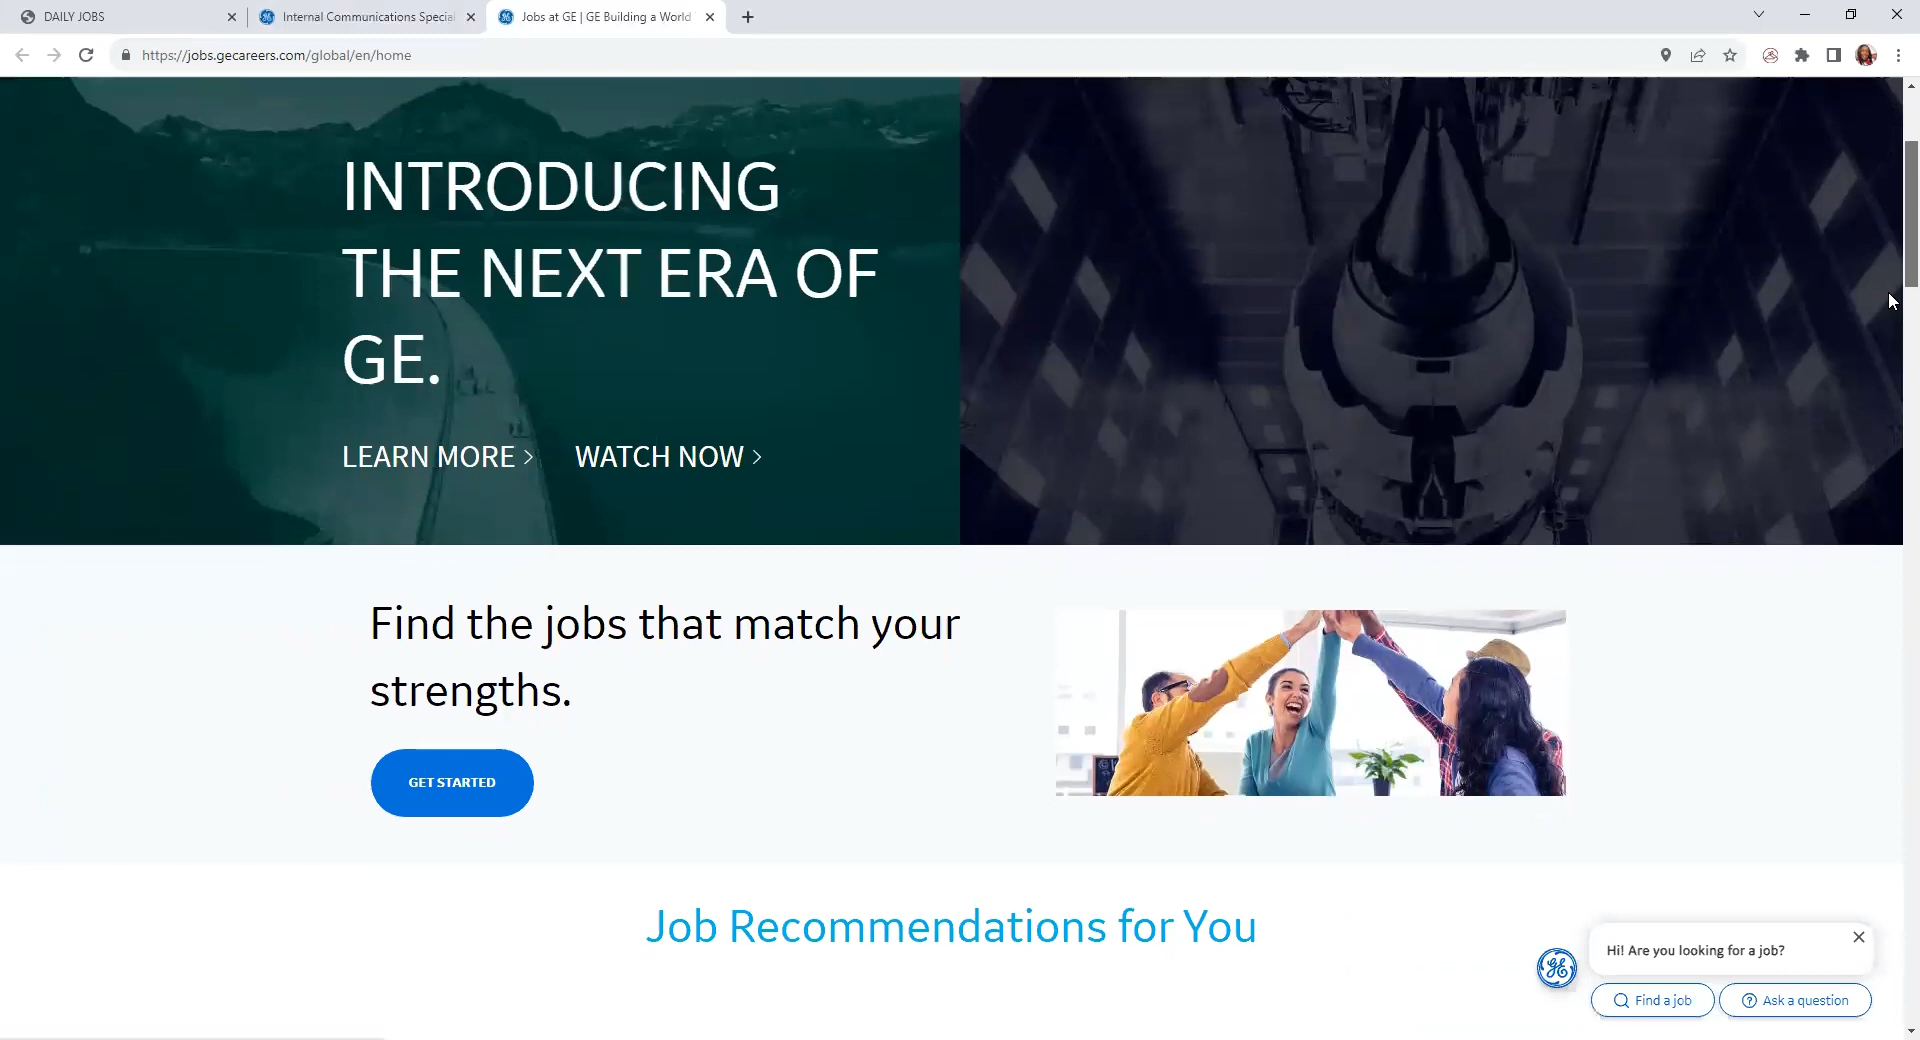 DAILY JOBS
Internal Communications Special
Jobs at GE | GE Building a World
https://jobs.gecareers.com/global/en/home
INTRODUCING
THE NEXT ERA OF
GE.
LEARN MORE >
WATCH NOW >
Find the jobs that match your
strengths.
GET STARTED
Job Recommendations for You
Hi! Are you looking for a job?
Find a job
Ask a question